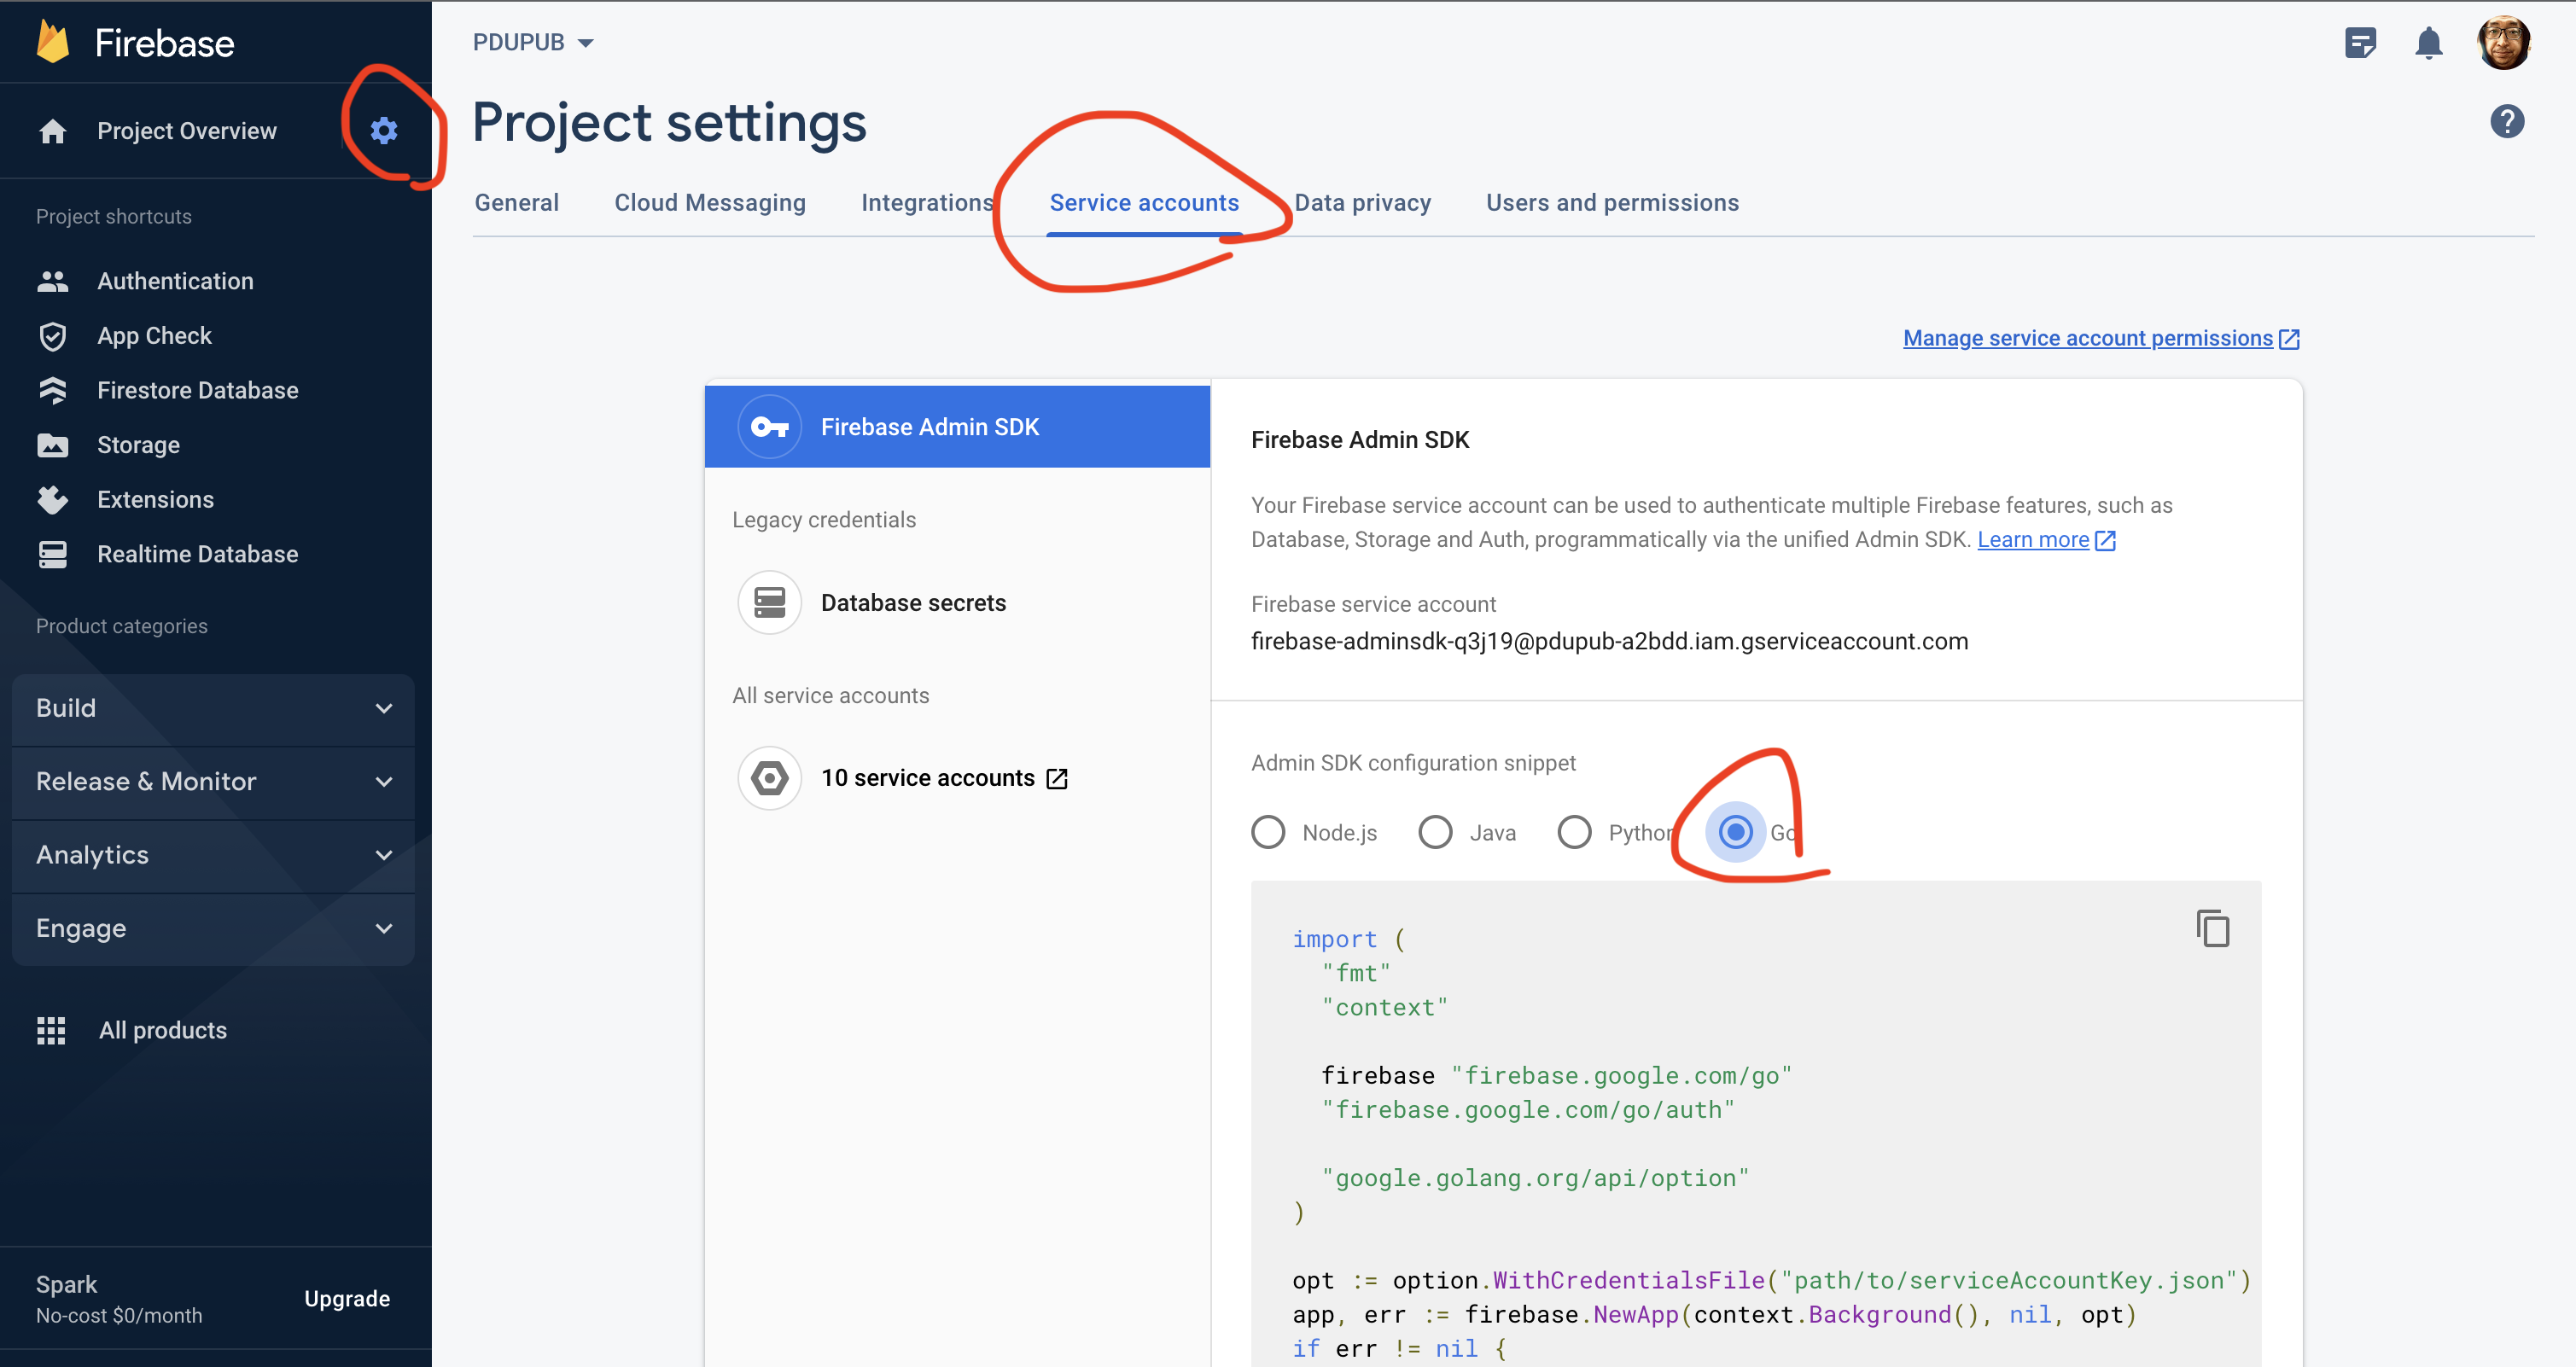 Firebase
Project Overview
Project shortcuts
Authentication
App Check
Firestore Database
Storage
Extensions
Realtime Database
Product categories
Build
Release & Monitor
Analytics
Engage
All products
Spark
No-cost $0/month
Upgrade
PDUPUB
Project settings
General
Cloud Messaging
Integrations
Service accounts
Data privacy
Users and permissions
Manage service account permissions
Firebase Admin SDK
Legacy credentials
Database secrets
All service accounts
10 service accounts
Firebase Admin SDK
Your Firebase service account can be used to authenticate multiple Firebase features, such as
Database, Storage and Auth, programmatically via the unified Admin SDK. Learn more
Firebase service account
firebase-adminsdk-q3j19@pdupub-a2bdd.iam.gserviceaccount.com
Admin SDK configuration snippet
Node.js
Java
Python
Go
import (
"fmt"
"context"
firebase "firebase.google.com/go"
"firebase.google.com/go/auth"
"google.golang.org/api/option"
)
opt := option.WithCredentialsFile("path/to/serviceAccountKey.json")
app, err := firebase.NewApp(context.Background(), nil, opt)
if err != nil {